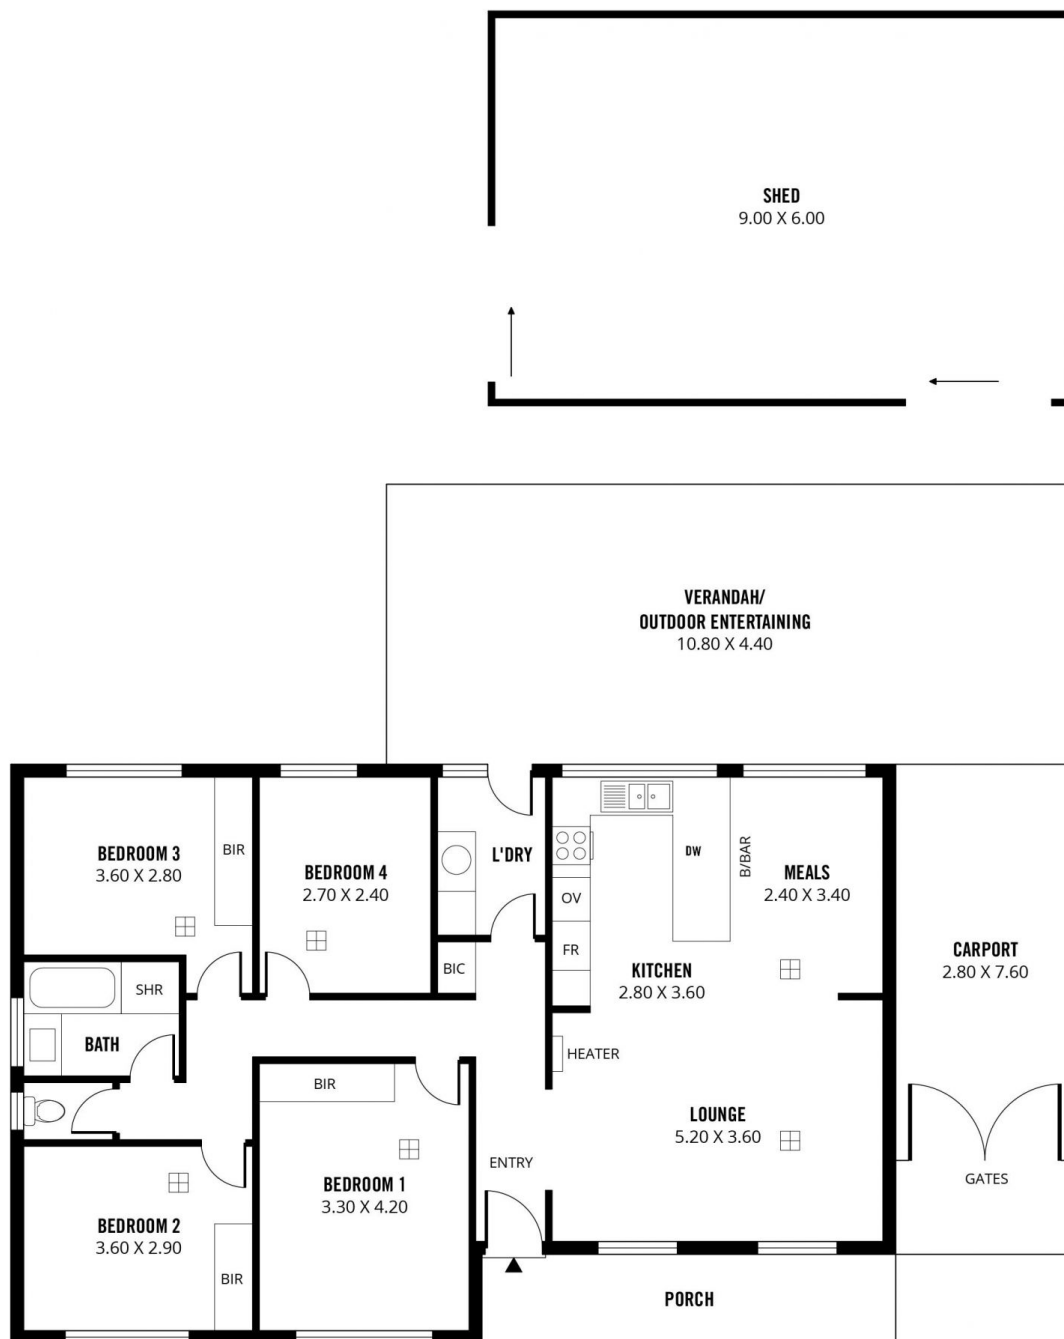 SHED
9.00 X 6.00
VERANDAH/
OUTDOOR ENTERTAINING
10.80 X 4.40
BEDROOM 3
3.60 X 2.80
BIR
BEDROOM 4
2.70 X 2.40
L'DRY
BIC
OV
FR
DW
B/BAR
KITCHEN
2.80 X 3.60
MEALS
2.40 X 3.40
CARPORT
2.80 X 7.60
SHR
BATH
HEATER
LOUNGE
5.20 X 3.60
GATES
BIR
BEDROOM 1
3.30 X 4.20
ENTRY
BEDROOM 2
3.60 X 2.90
BIR
PORCH